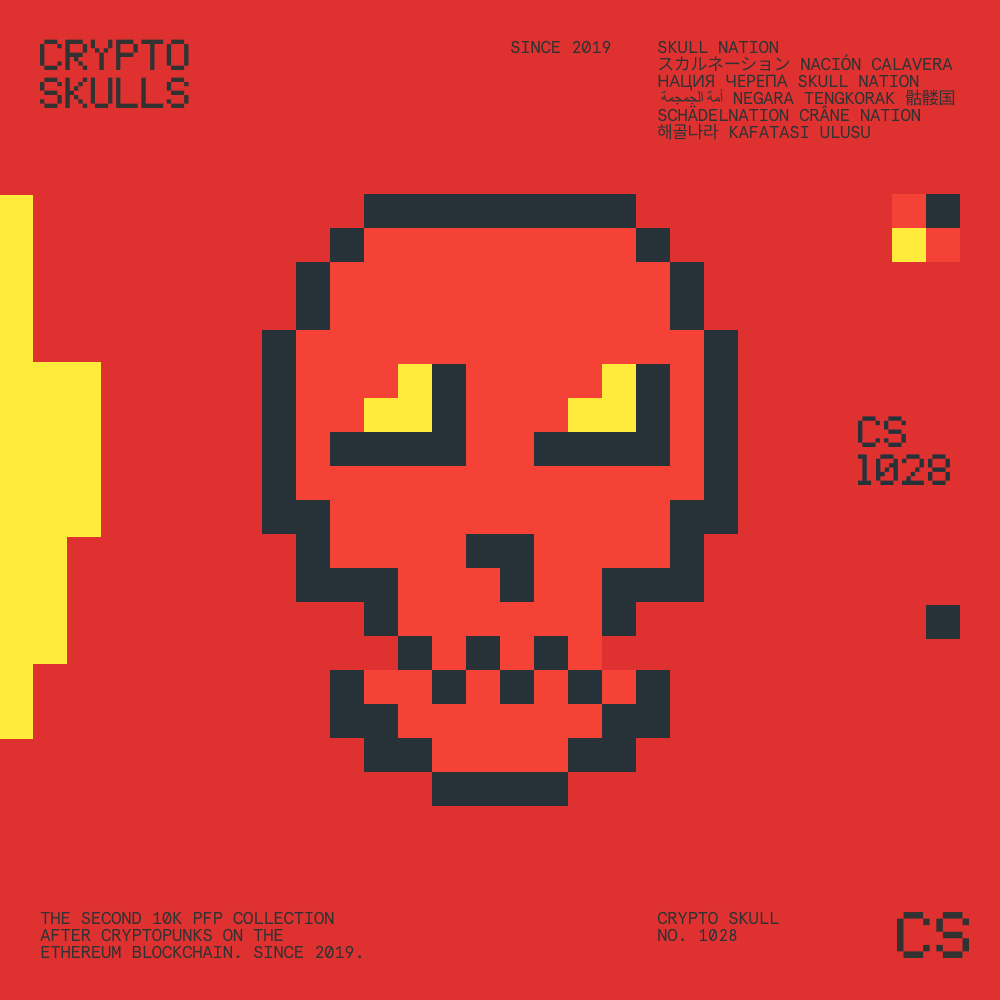 CRYPTO
SKULLS
SINCE 2019
SKULL NATION
スカルネーション NACIÓN CALAVERA
НАЦИЯ ЧЕРЕПА SKULL NATION
أمة الجمجمة NEGARA TENGKORAK 骷髅国
SCHÄDELNATION CRÂNE NATION
해골나라 KAFATASI ULUSU
CS
1028
THE SECOND 10K PFP COLLECTION
AFTER CRYPTOPUNKS ON THE
ETHEREUM BLOCKCHAIN. SINCE 2019.
CRYPTO SKULL
NO. 1028
CS